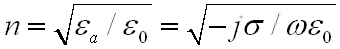 n = √(ε_a / ε_0) = √(−jσ / ωε_0)